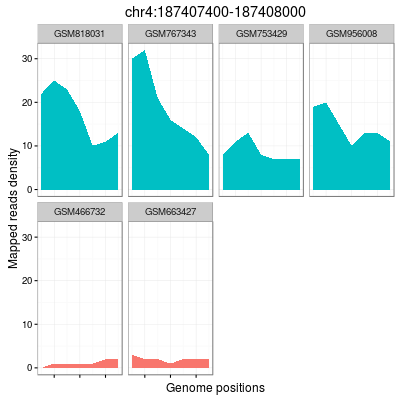 chr4:187407400-187408000
GSM818031 GSM767343 GSM753429 GSM956008
30
20
10
0
Mapped reads density
GSM466732 GSM663427
30
20
10
0
Genome positions